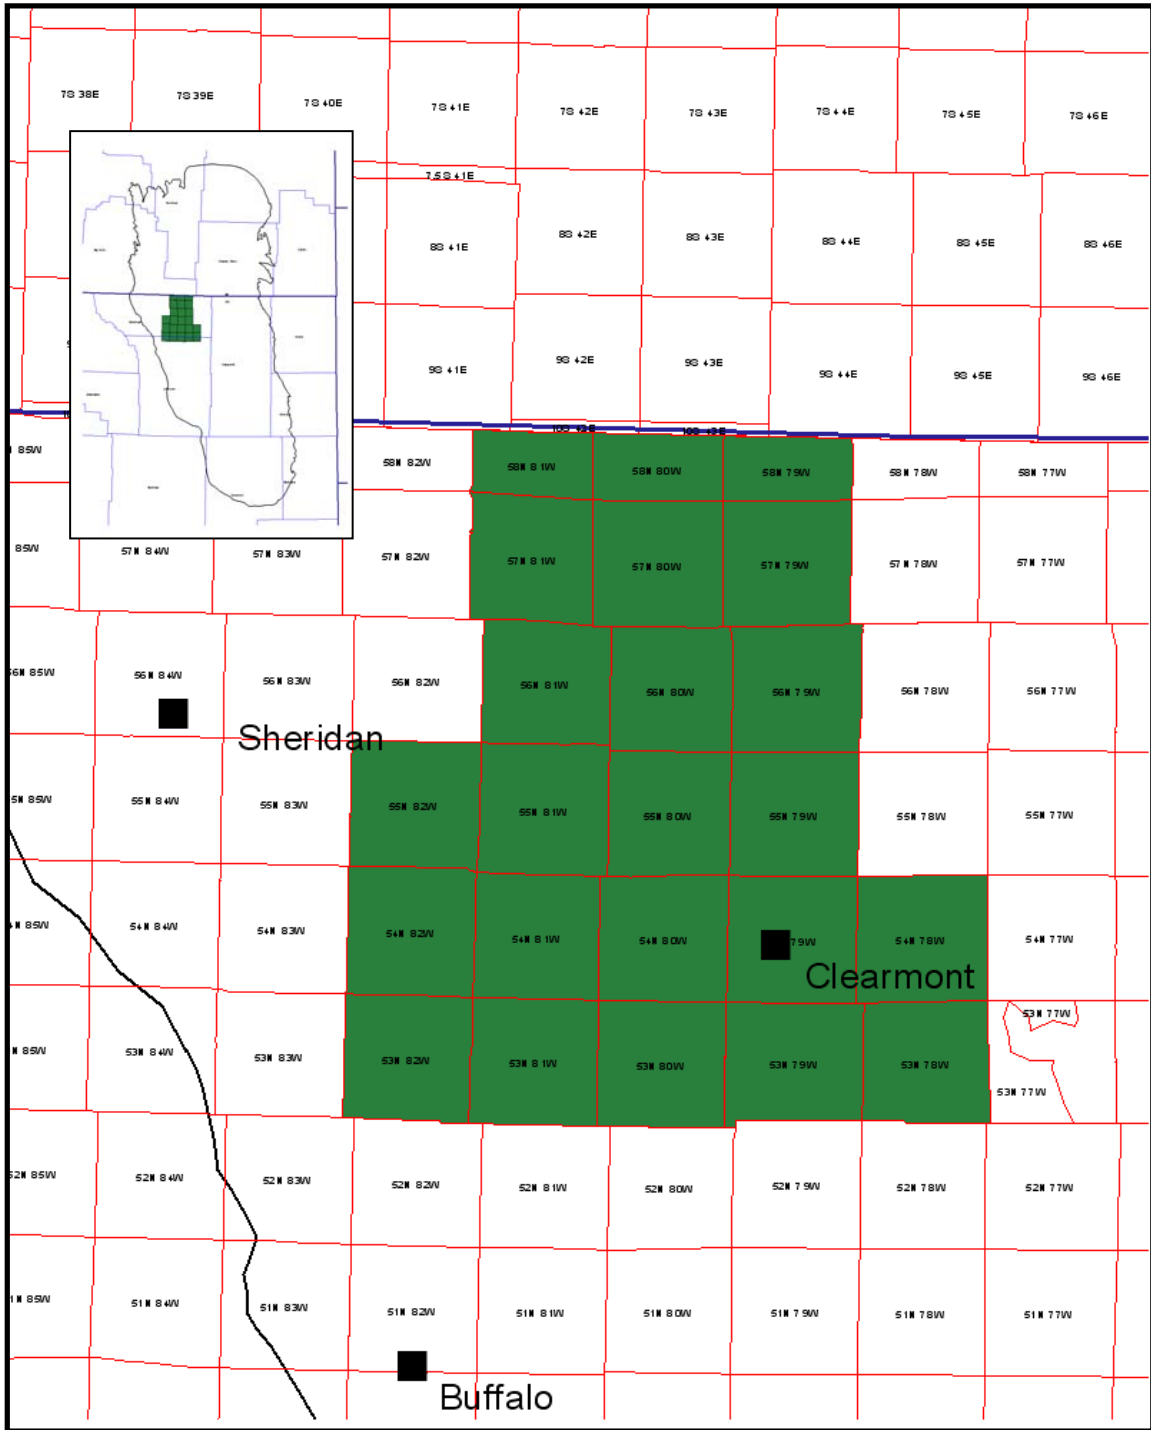 7S 38E
7S 39E
7S 40E
7S 41E
7S 42E
7S 43E
7S 44E
7S 45E
7S 46E
7.5S 41E
8S 41E
8S 42E
8S 43E
8S 44E
8S 45E
8S 46E
9S 41E
9S 42E
9S 43E
9S 44E
9S 45E
9S 46E
85W
58N 82W
58N 81W
58N 80W
58N 79W
58N 78W
58N 77W
85W
57N 84W
57N 83W
57N 82W
57N 81W
57N 80W
57N 79W
57N 78W
57N 77W
56N 85W
56N 84W
56N 83W
56N 82W
56N 81W
56N 80W
56N 79W
56N 78W
56N 77W
Sheridan
5N 85W
55N 84W
55N 83W
55N 82W
55N 81W
55N 80W
55N 79W
55N 78W
55N 77W
N 85W
54N 84W
54N 83W
54N 82W
54N 81W
54N 80W
79W
54N 78W
54N 77W
Clearmont
53N 77W
N 85W
53N 84W
53N 83W
53N 82W
53N 81W
53N 80W
53N 79W
53N 78W
53N 77W
52N 85W
52N 84W
52N 83W
52N 82W
52N 81W
52N 80W
52N 79W
52N 78W
52N 77W
1N 85W
51N 84W
51N 83W
51N 82W
51N 81W
51N 80W
51N 79W
51N 78W
51N 77W
Buffalo